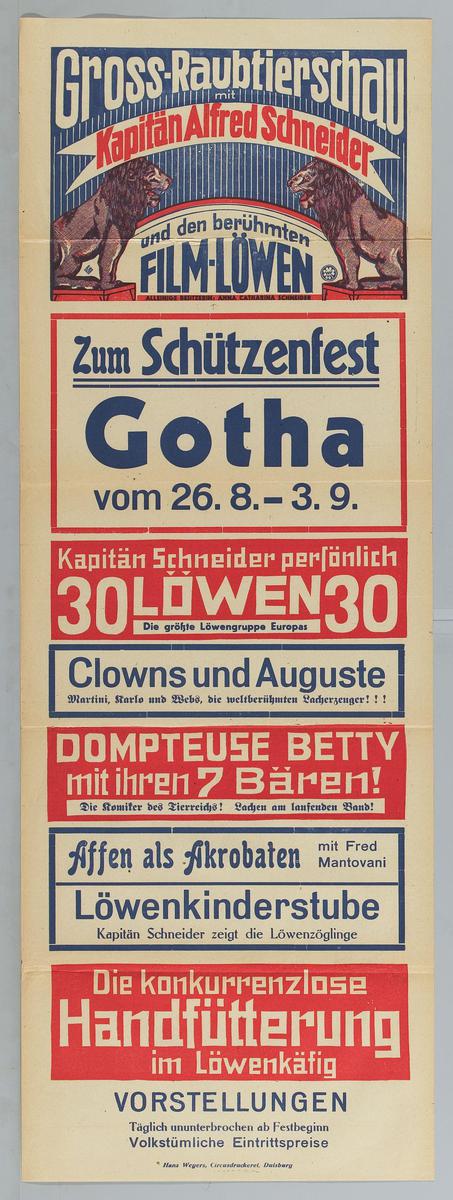 Gross-Raubtierschau
mit
Kapitän Alfred Schneider
und den berühmten
FILM-LÖWEN
ALLEINIGE BESITZERIN: ANNA CATHARINA SCHNEIDER
Zum Schützenfest
Gotha
vom 26. 8. – 3. 9.
Kapitän Schneider persönlich
30 LÖWEN 30
Die größte Löwengruppe Europas
Clowns und Auguste
Martini, Karlo und Webs, die weltberühmten Lacherzeuger! ! !
DOMPTEUSE BETTY
mit ihren 7 Bären!
Die Komiker des Tierreichs! Lachen am laufenden Band!
Affen als Akrobaten mit Fred
Mantovani
Löwenkinderstube
Kapitän Schneider zeigt die Löwenzöglinge
Die konkurrenzlose
Handfütterung
im Löwenkäfig
VORSTELLUNGEN
Täglich ununterbrochen ab Festbeginn
Volkstümliche Eintrittspreise
Hans Weyers, Circusdruckerei, Duisburg